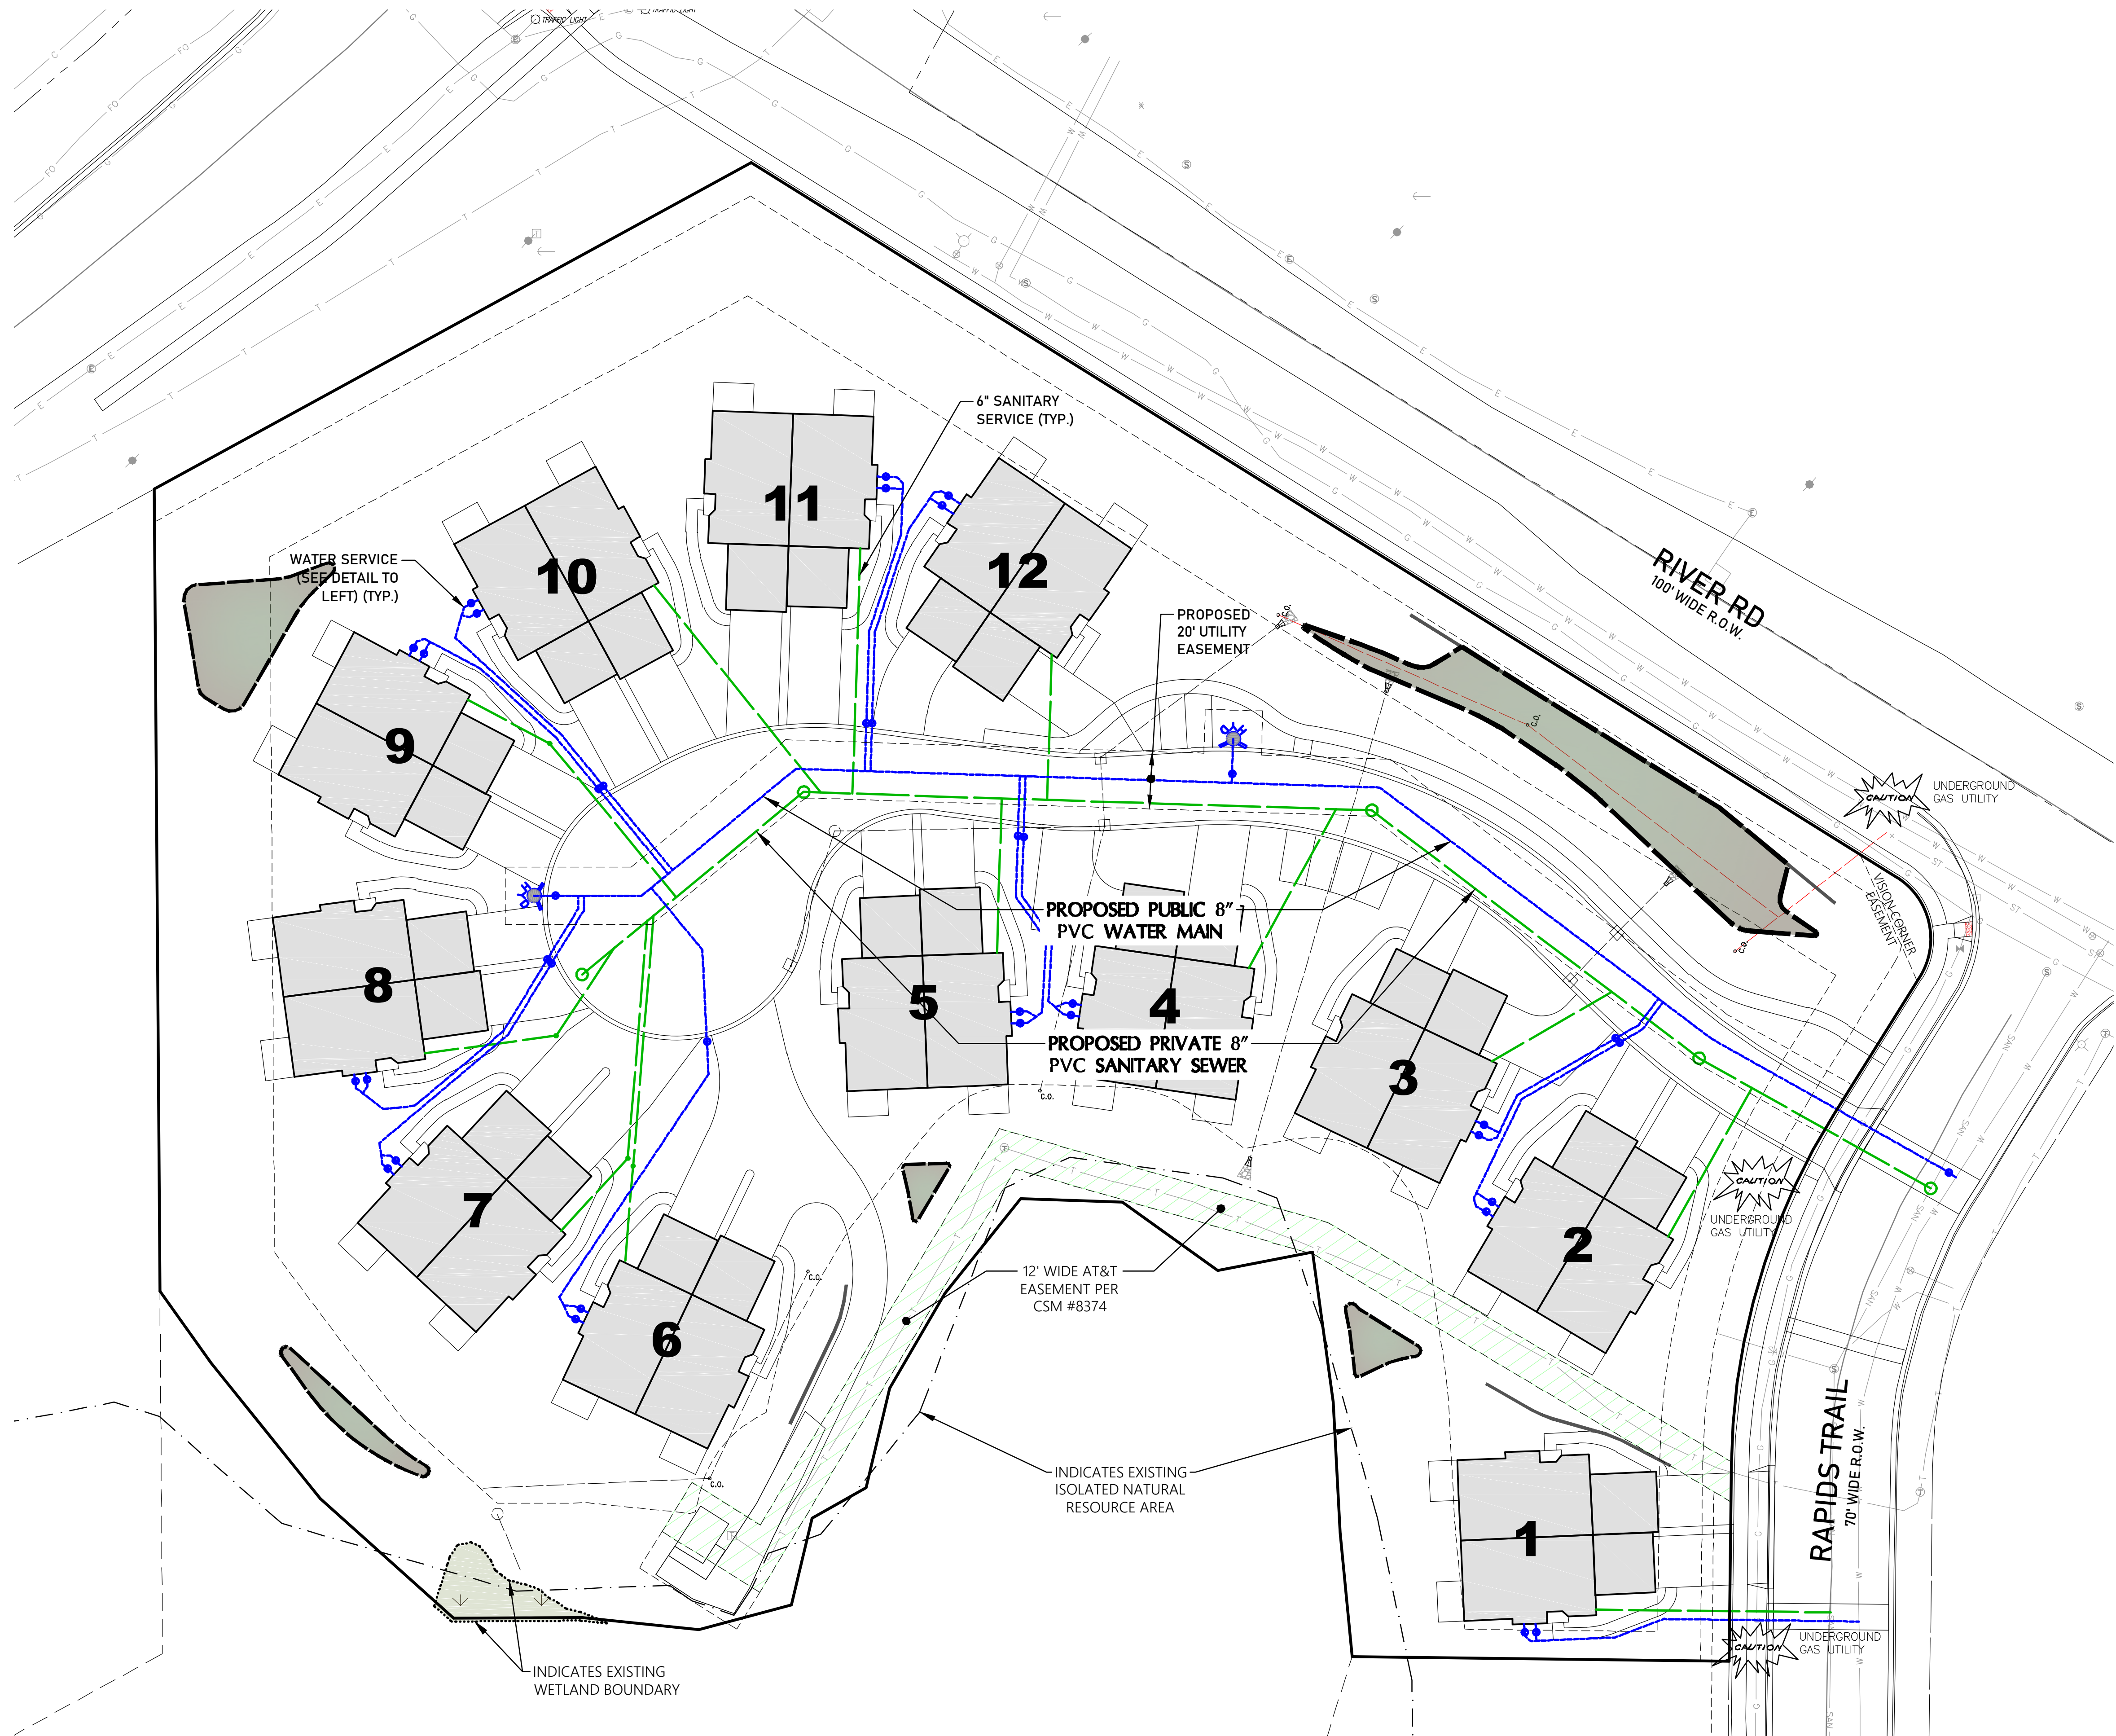 TRAFFIC LIGHT
TRAFFIC LIGHT
6" SANITARY
SERVICE (TYP.)
11
12
10
WATER SERVICE
(SEE DETAIL TO
LEFT) (TYP.)
RIVER RD
100' WIDE R.O.W.
C.O.
PROPOSED
20' UTILITY
EASEMENT
C.O.
9
CAUTION
UNDERGROUND
GAS UTILITY
VISION CORNER
EASEMENT
PROPOSED PUBLIC 8"
PVC WATER MAIN
C.O.
8
5
4
PROPOSED PRIVATE 8"
PVC SANITARY SEWER
3
C.O.
CAUTION
UNDERGROUND
GAS UTILITY
7
2
12' WIDE AT&T
EASEMENT PER
CSM #8374
C.O.
6
RAPIDS TRAIL
70' WIDE R.O.W.
INDICATES EXISTING
ISOLATED NATURAL
RESOURCE AREA
C.O.
1
CAUTION
UNDERGROUND
GAS UTILITY
INDICATES EXISTING
WETLAND BOUNDARY